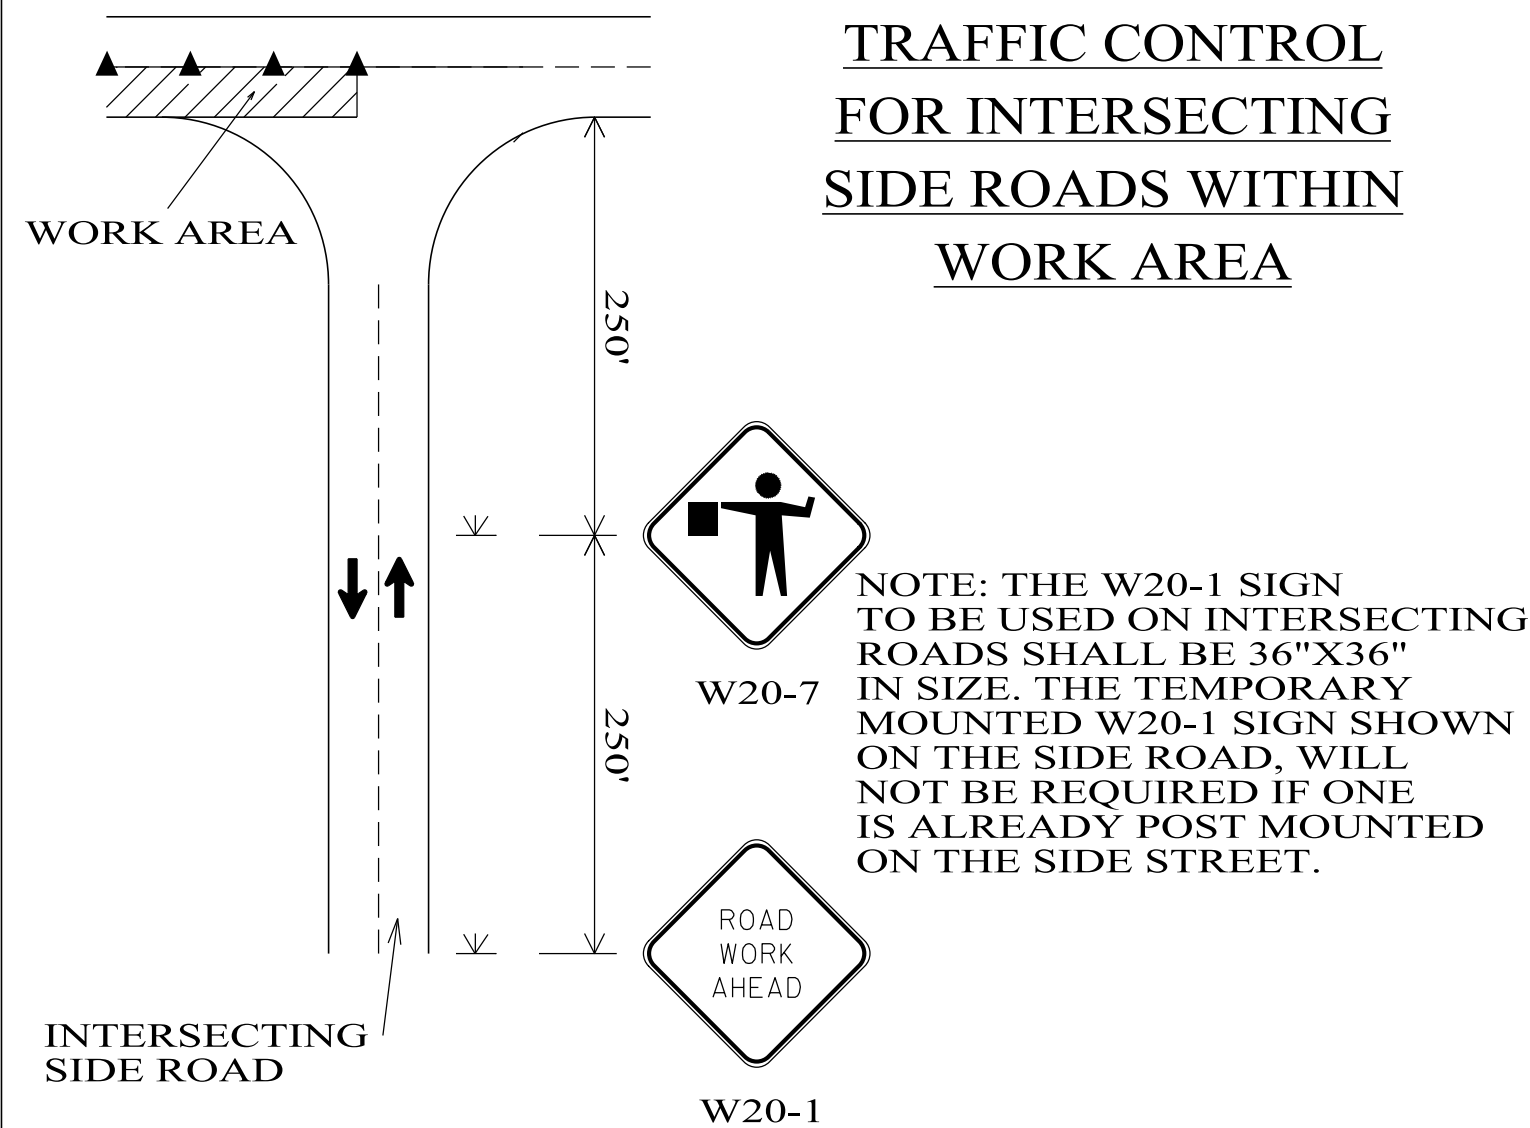 TRAFFIC CONTROL
FOR INTERSECTING
SIDE ROADS WITHIN
WORK AREA
WORK AREA
250'
250'
W20-7
NOTE: THE W20-1 SIGN
TO BE USED ON INTERSECTING
ROADS SHALL BE 36"X36"
IN SIZE. THE TEMPORARY
MOUNTED W20-1 SIGN SHOWN
ON THE SIDE ROAD, WILL
NOT BE REQUIRED IF ONE
IS ALREADY POST MOUNTED
ON THE SIDE STREET.
ROAD
WORK
AHEAD
W20-1
INTERSECTING
SIDE ROAD